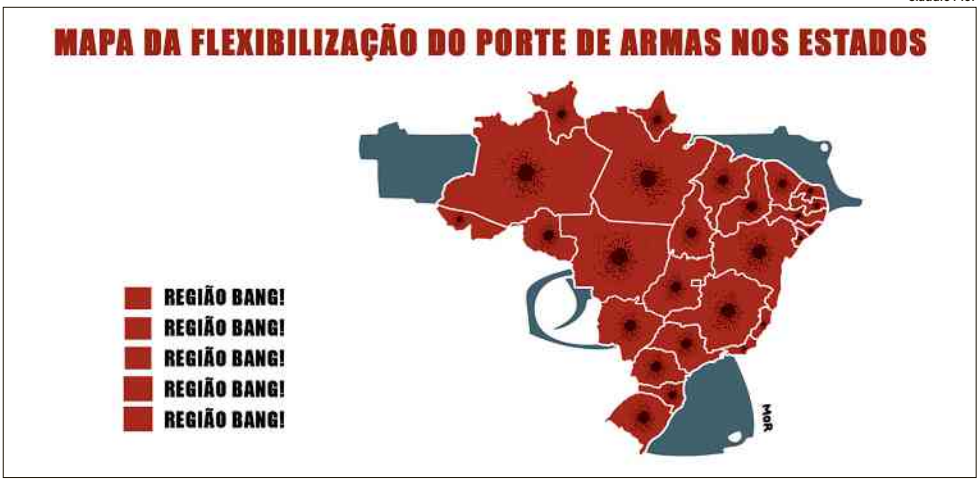 MAPA DA FLEXIBILIZAÇÃO DO PORTE DE ARMAS NOS ESTADOS
REGIÃO BANG!
REGIÃO BANG!
REGIÃO BANG!
REGIÃO BANG!
REGIÃO BANG!
MOR